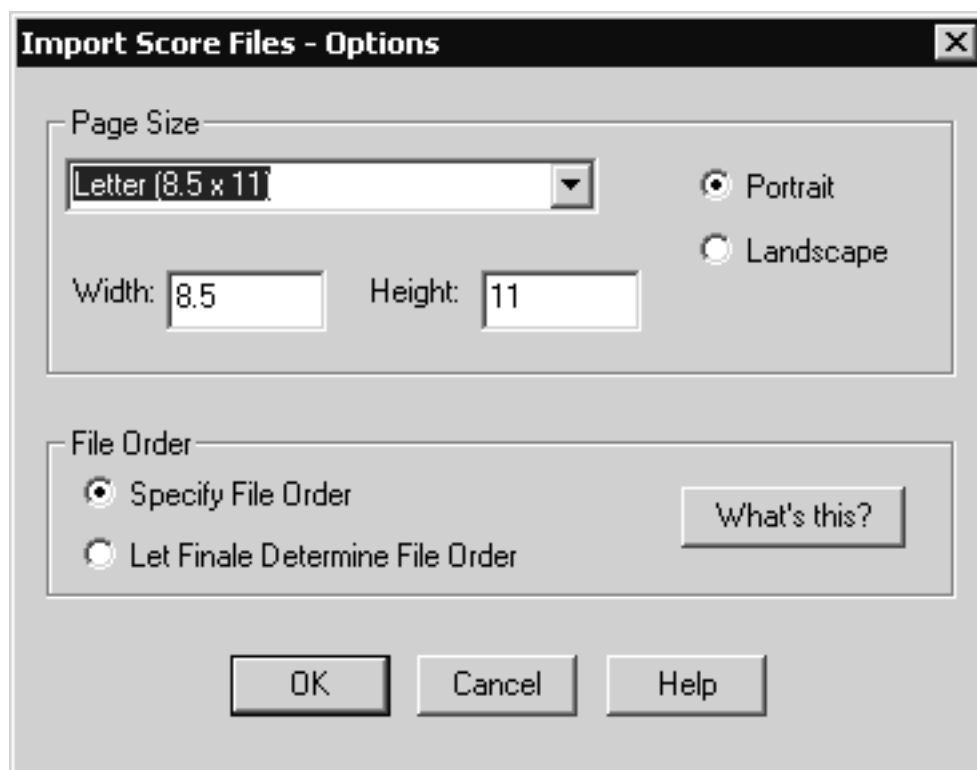 Import Score Files - Options
Page Size
Letter (8.5 x 11)
Portrait
Landscape
Width: 8.5 Height: 11
File Order
Specify File Order
What's this?
Let Finale Determine File Order
OK Cancel Help